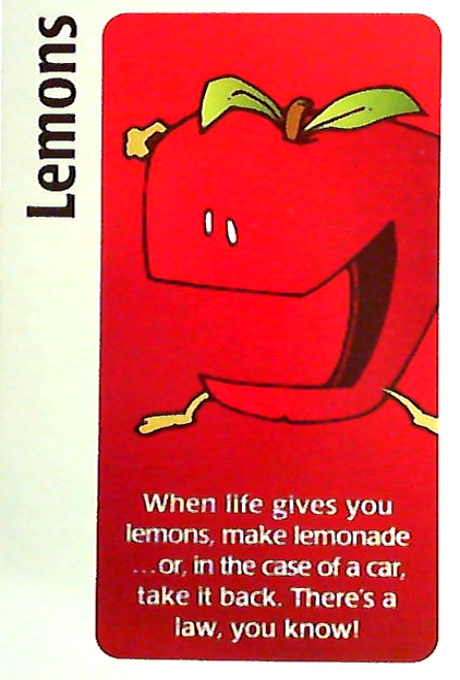 Lemons
When life gives you
lemons, make lemonade
...or, in the case of a car,
take it back. There's a
law, you know!